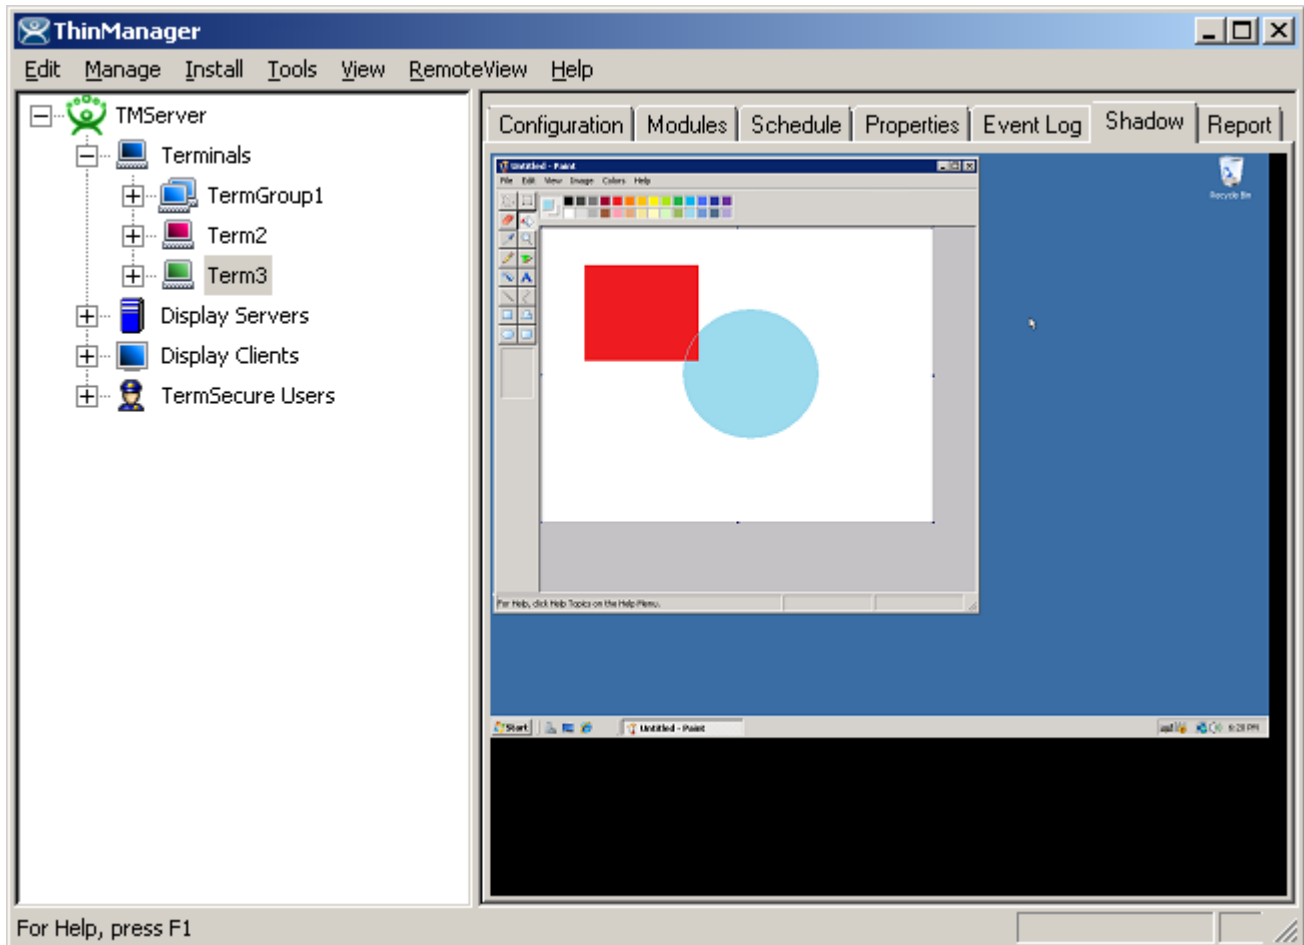 ThinManager
Edit Manage Install Tools View RemoteView Help
TMServer
Terminals
TermGroup1
Term2
Term3
Display Servers
Display Clients
TermSecure Users
Configuration Modules Schedule Properties Event Log Shadow Report
Untitled - Paint
File Edit View Image Colors Help
A
For Help, click Help Topics on the Help Menu.
Recycle Bin
Start Untitled - Paint
For Help, press F1